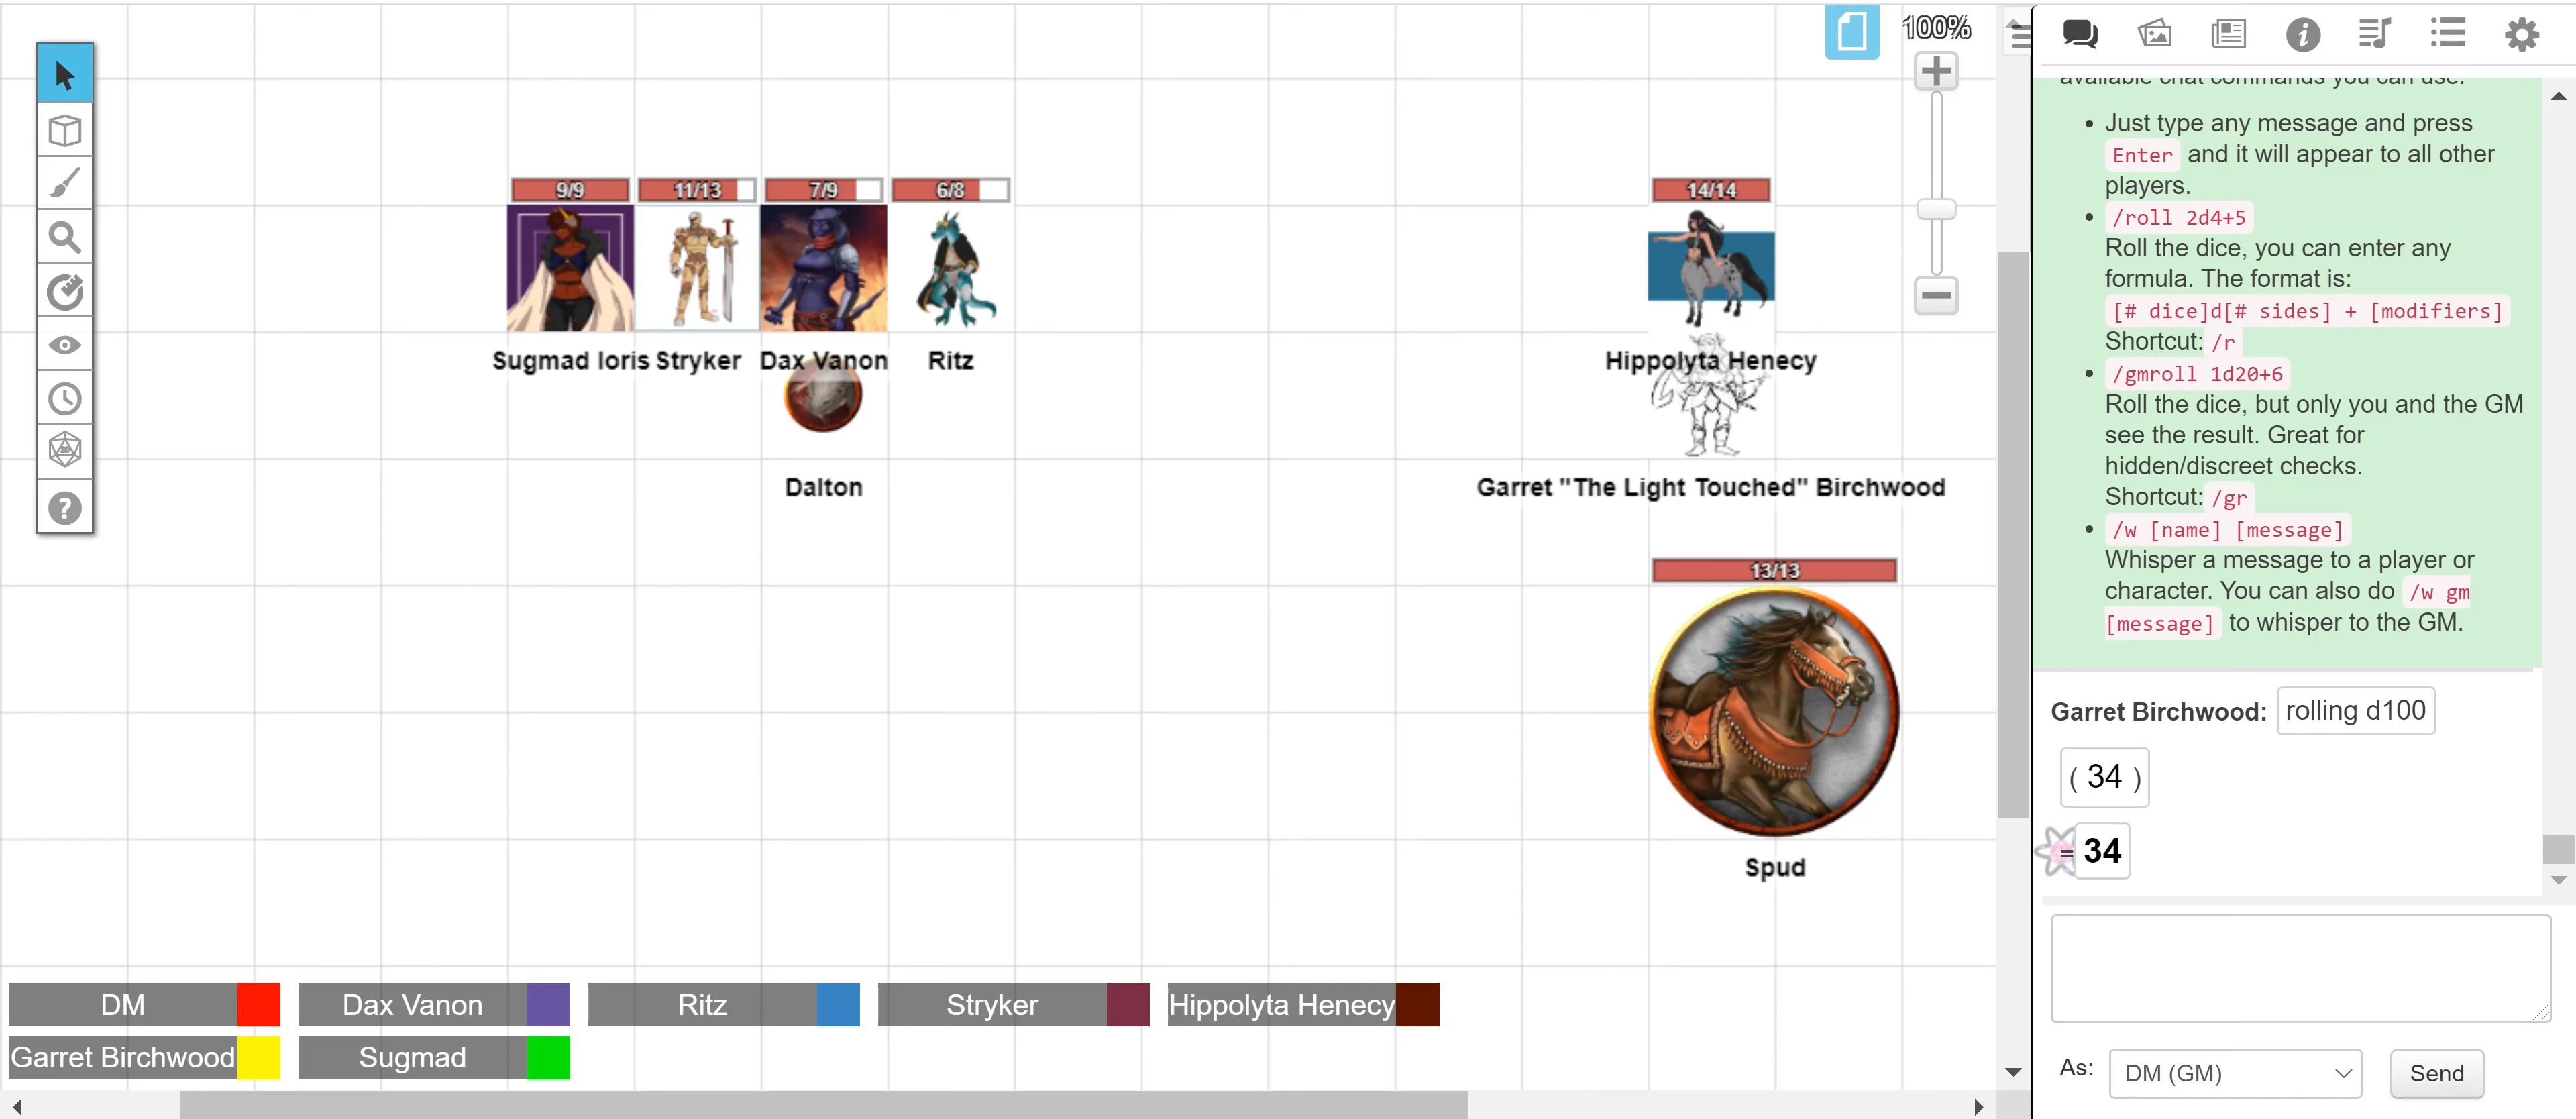 100%
9/9
11/13
7/9
6/8
14/14
Sugmad Ioris
Stryker
Dax Vanon
Ritz
Hippolyta Henecy
Dalton
Garret "The Light Touched" Birchwood
13/13
Spud
DM
Dax Vanon
Ritz
Stryker
Hippolyta Henecy
Garret Birchwood
Sugmad
available chat commands you can use:
• Just type any message and press
Enter and it will appear to all other
players.
• /roll 2d4+5
Roll the dice, you can enter any
formula. The format is:
[# dice]d[# sides] + [modifiers]
Shortcut: /r
• /gmroll 1d20+6
Roll the dice, but only you and the GM
see the result. Great for
hidden/discreet checks.
Shortcut: /gr
• /w [name] [message]
Whisper a message to a player or
character. You can also do /w gm
[message] to whisper to the GM.
Garret Birchwood: rolling d100
( 34 )
= 34
As: DM (GM) Send